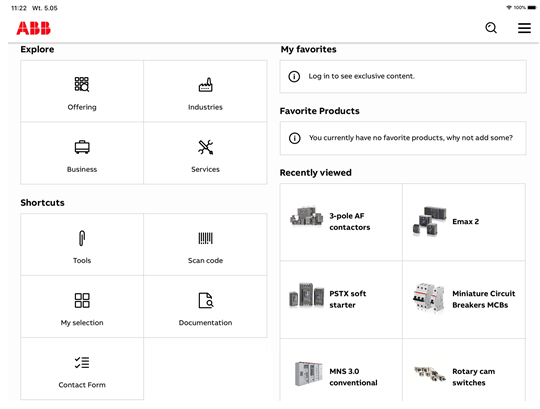 11:22 Wt. 5.05
100%
ABB
Explore
Offering
Industries
Business
Services
Shortcuts
Tools
Scan code
My selection
Documentation
Contact Form
My favorites
Log in to see exclusive content.
Favorite Products
You currently have no favorite products, why not add some?
Recently viewed
3-pole AF
contactors
Emax 2
PSTX soft
starter
Miniature Circuit
Breakers MCBs
MNS 3.0
conventional
Rotary cam
switches